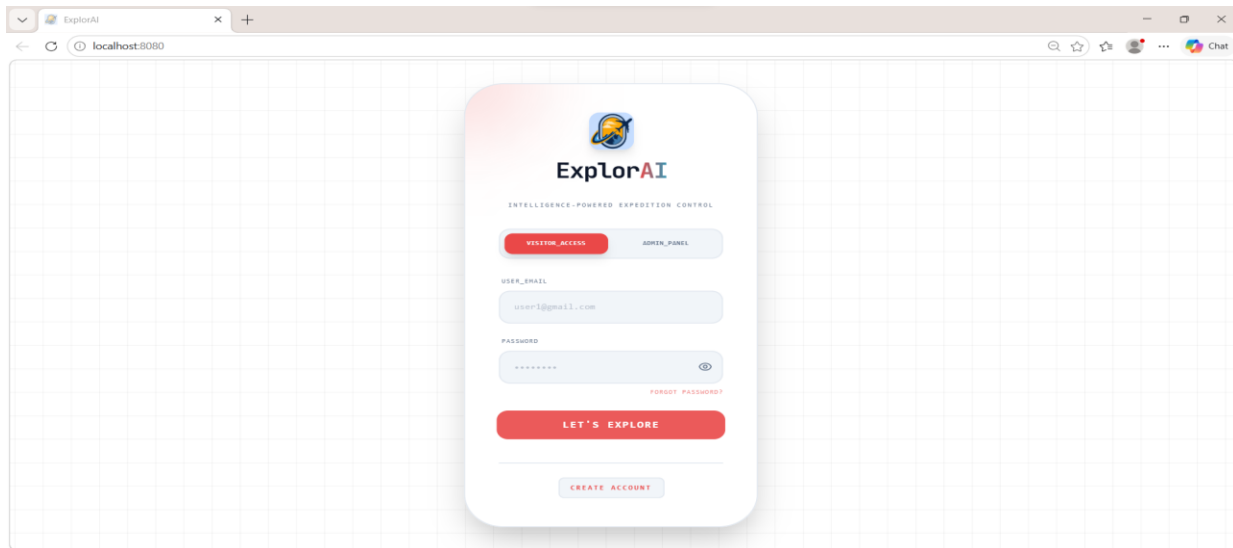 ExplorAI
localhost:8080
Chat
ExplorAI
INTELLIGENCE-POWERED EXPEDITION CONTROL
VISITOR_ACCESS ADMIN_PANEL
USER_EMAIL
user1@gmail.com
PASSWORD
FORGOT PASSWORD?
LET'S EXPLORE
CREATE ACCOUNT